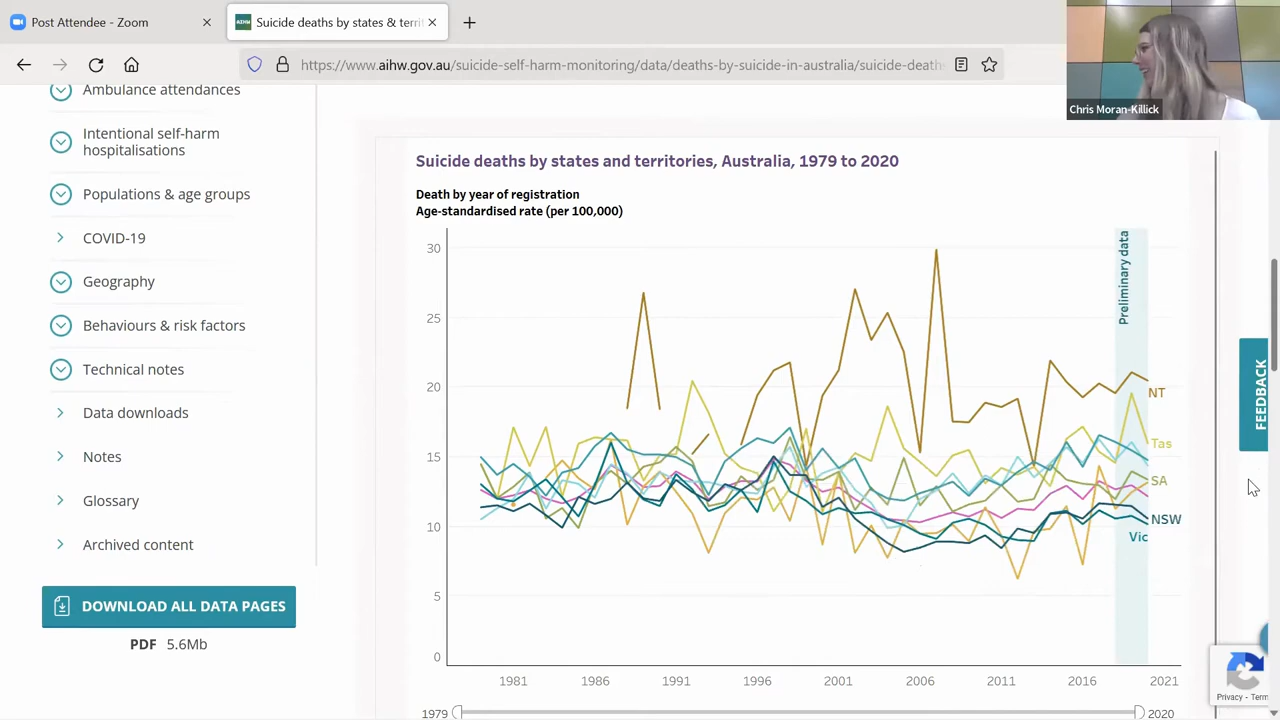 Post Attendee - Zoom
Suicide deaths by states & terri
https://www.aihw.gov.au/suicide-self-harm-monitoring/data/deaths-by-suicide-in-australia/suicide-death
Chris Moran-Killick
Ambulance attendances
Intentional self-harm
hospitalisations
Populations & age groups
COVID-19
Geography
Behaviours & risk factors
Technical notes
Data downloads
Notes
Glossary
Archived content
DOWNLOAD ALL DATA PAGES
PDF 5.6Mb
Suicide deaths by states and territories, Australia, 1979 to 2020
Death by year of registration
Age-standardised rate (per 100,000)
30
25
20
15
10
5
0
Preliminary data
NT
Tas
SA
NSW
Vic
1981 1986 1991 1996 2001 2006 2011 2016 2021
1979 2020
FEEDBACK
Privacy - Term